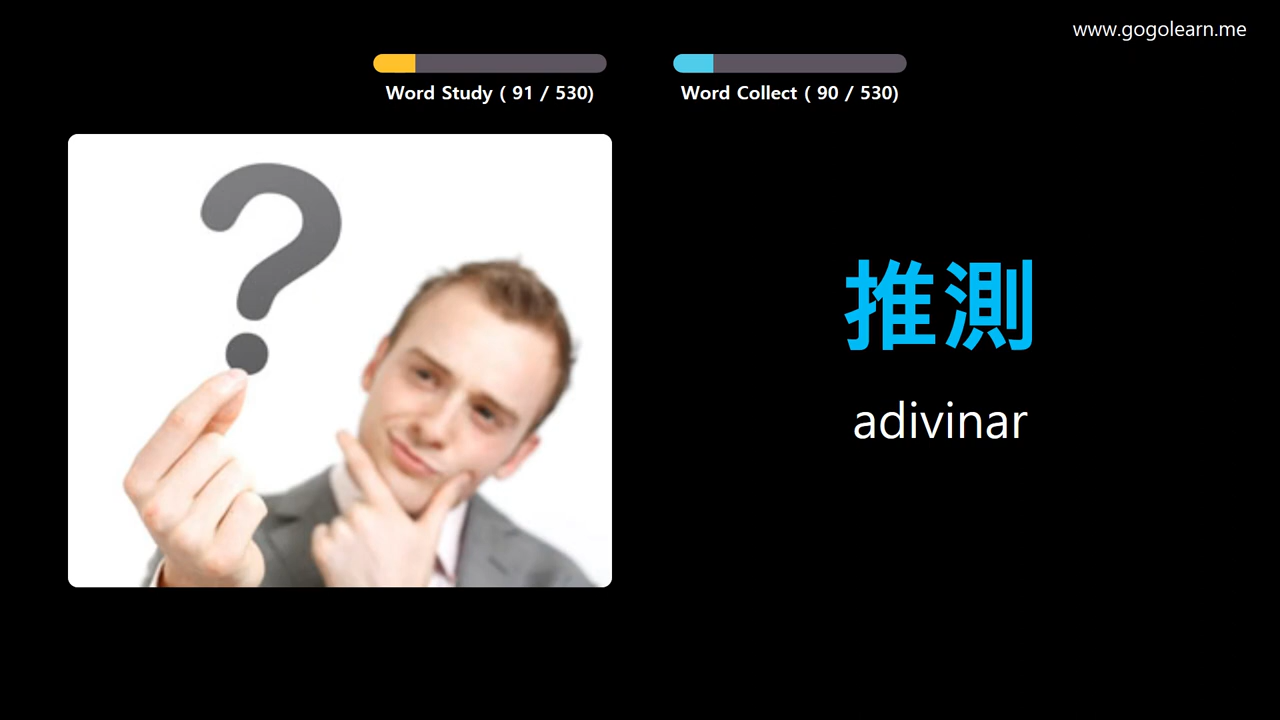 www.gogolearn.me
Word Study ( 91 / 530)
Word Collect ( 90 / 530)
?
推測
adivinar